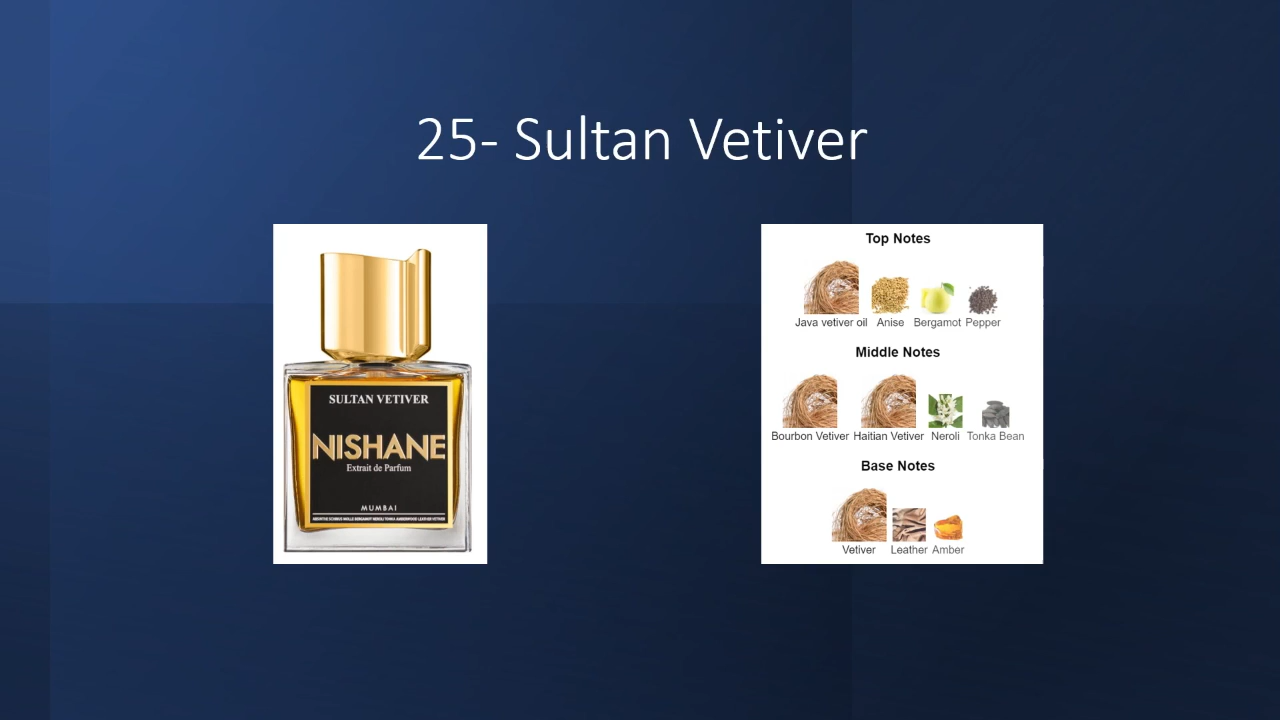 25- Sultan Vetiver
SULTAN VETIVER
NISHANE
Extrait de Parfum
MUMBAI
Top Notes
Java vetiver oil Anise Bergamot Pepper
Middle Notes
Bourbon Vetiver Haitian Vetiver Neroli Tonka Bean
Base Notes
Vetiver Leather Amber